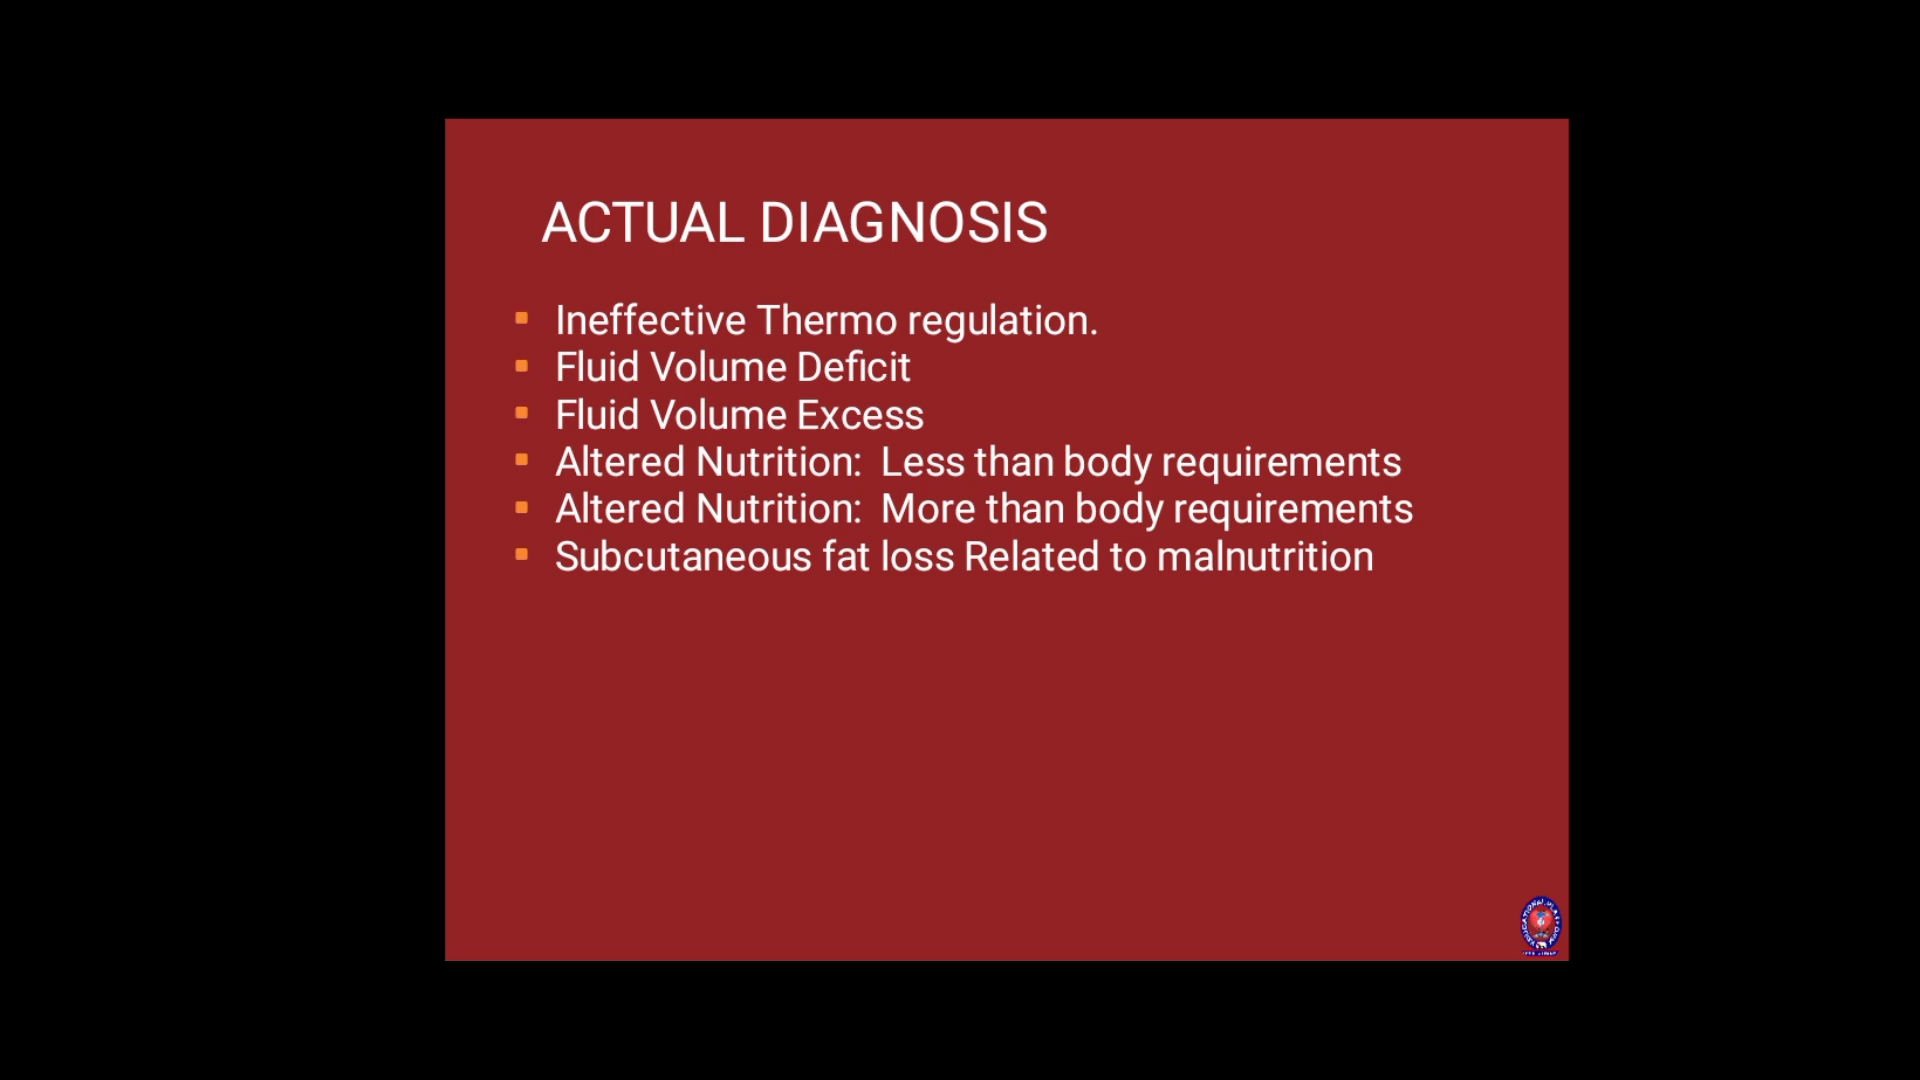 ACTUAL DIAGNOSIS
Ineffective Thermo regulation.
Fluid Volume Deficit
Fluid Volume Excess
Altered Nutrition: Less than body requirements
Altered Nutrition: More than body requirements
Subcutaneous fat loss Related to malnutrition